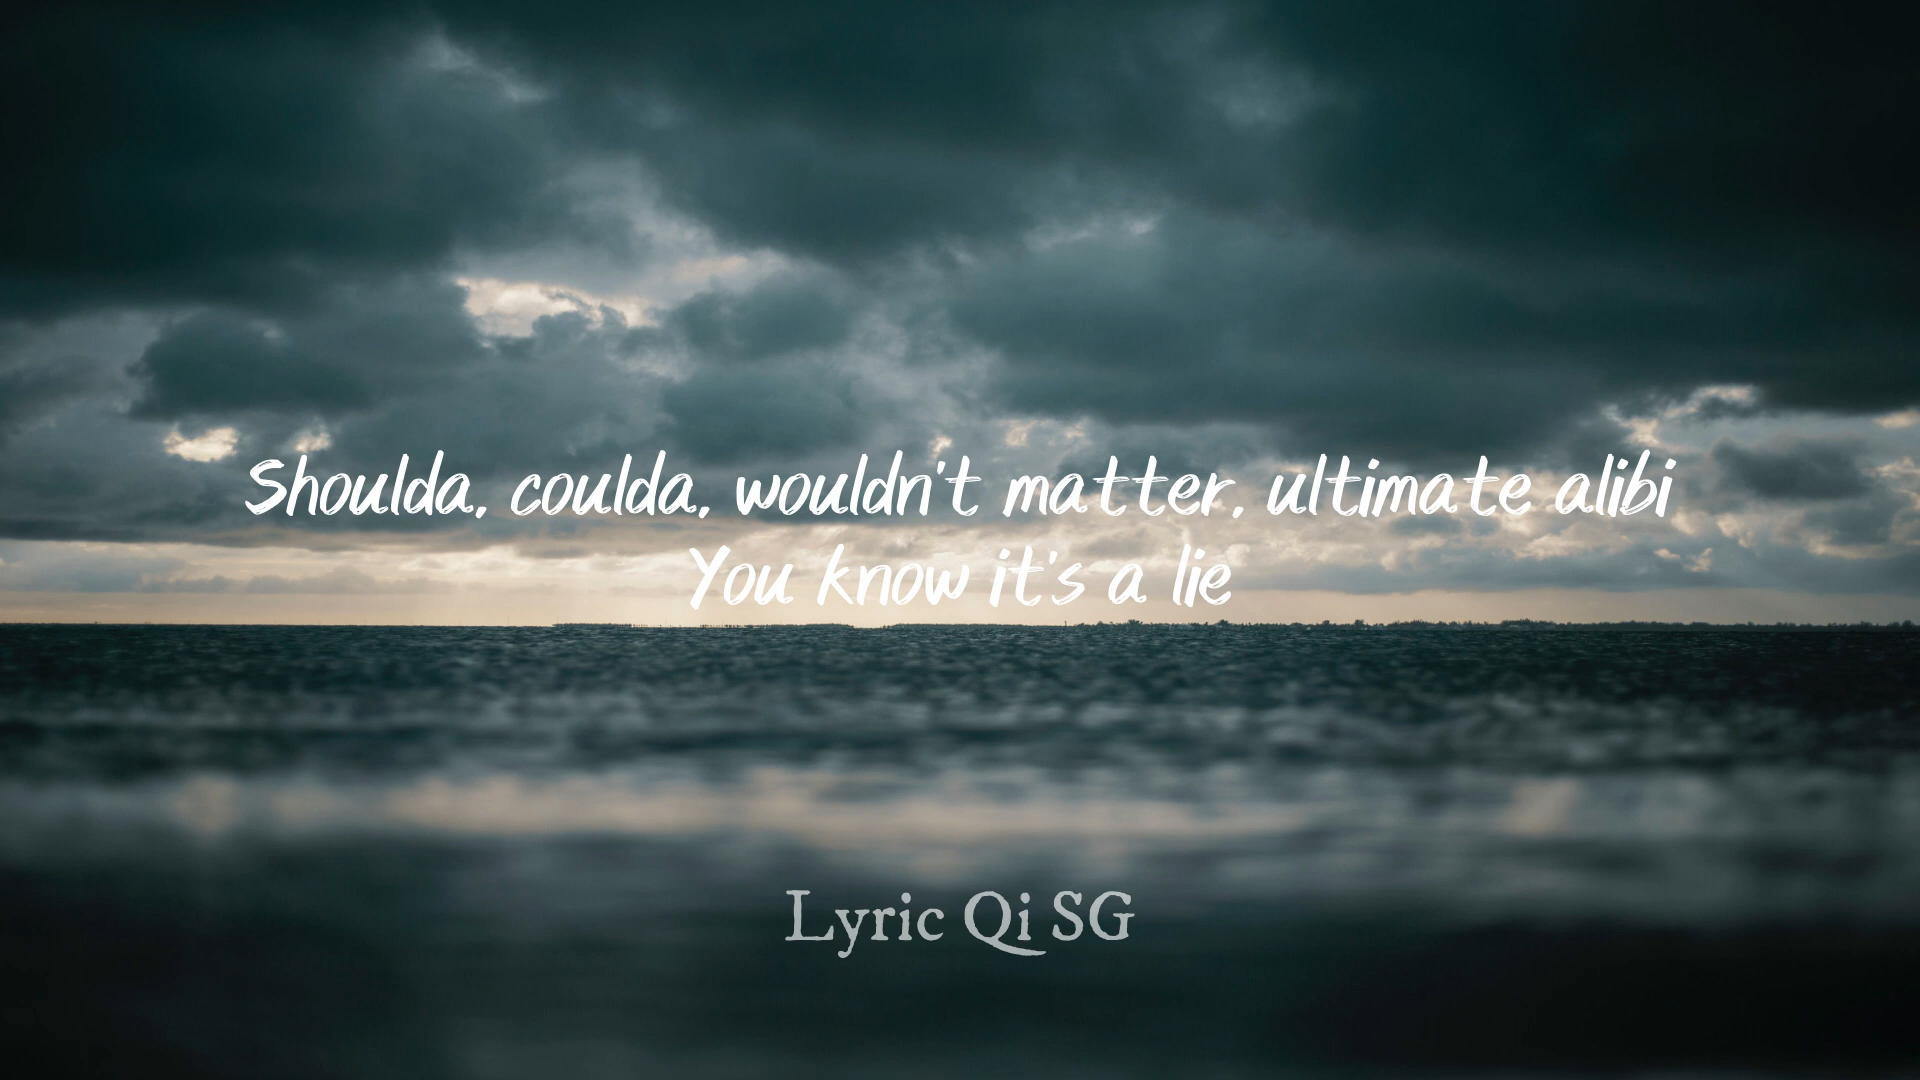 Shoulda, coulda, wouldn't matter, ultimate alibi
You know it's a lie
Lyric Qi SG